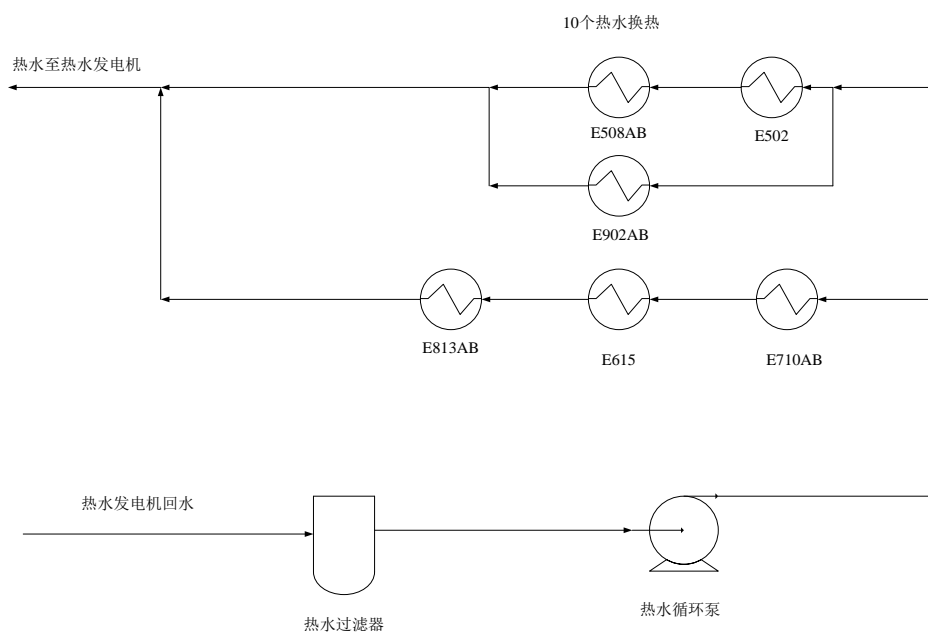 10个热水换热
热水至热水发电机
E508AB
E502
E902AB
E813AB
E615
E710AB
热水发电机回水
热水过滤器
热水循环泵